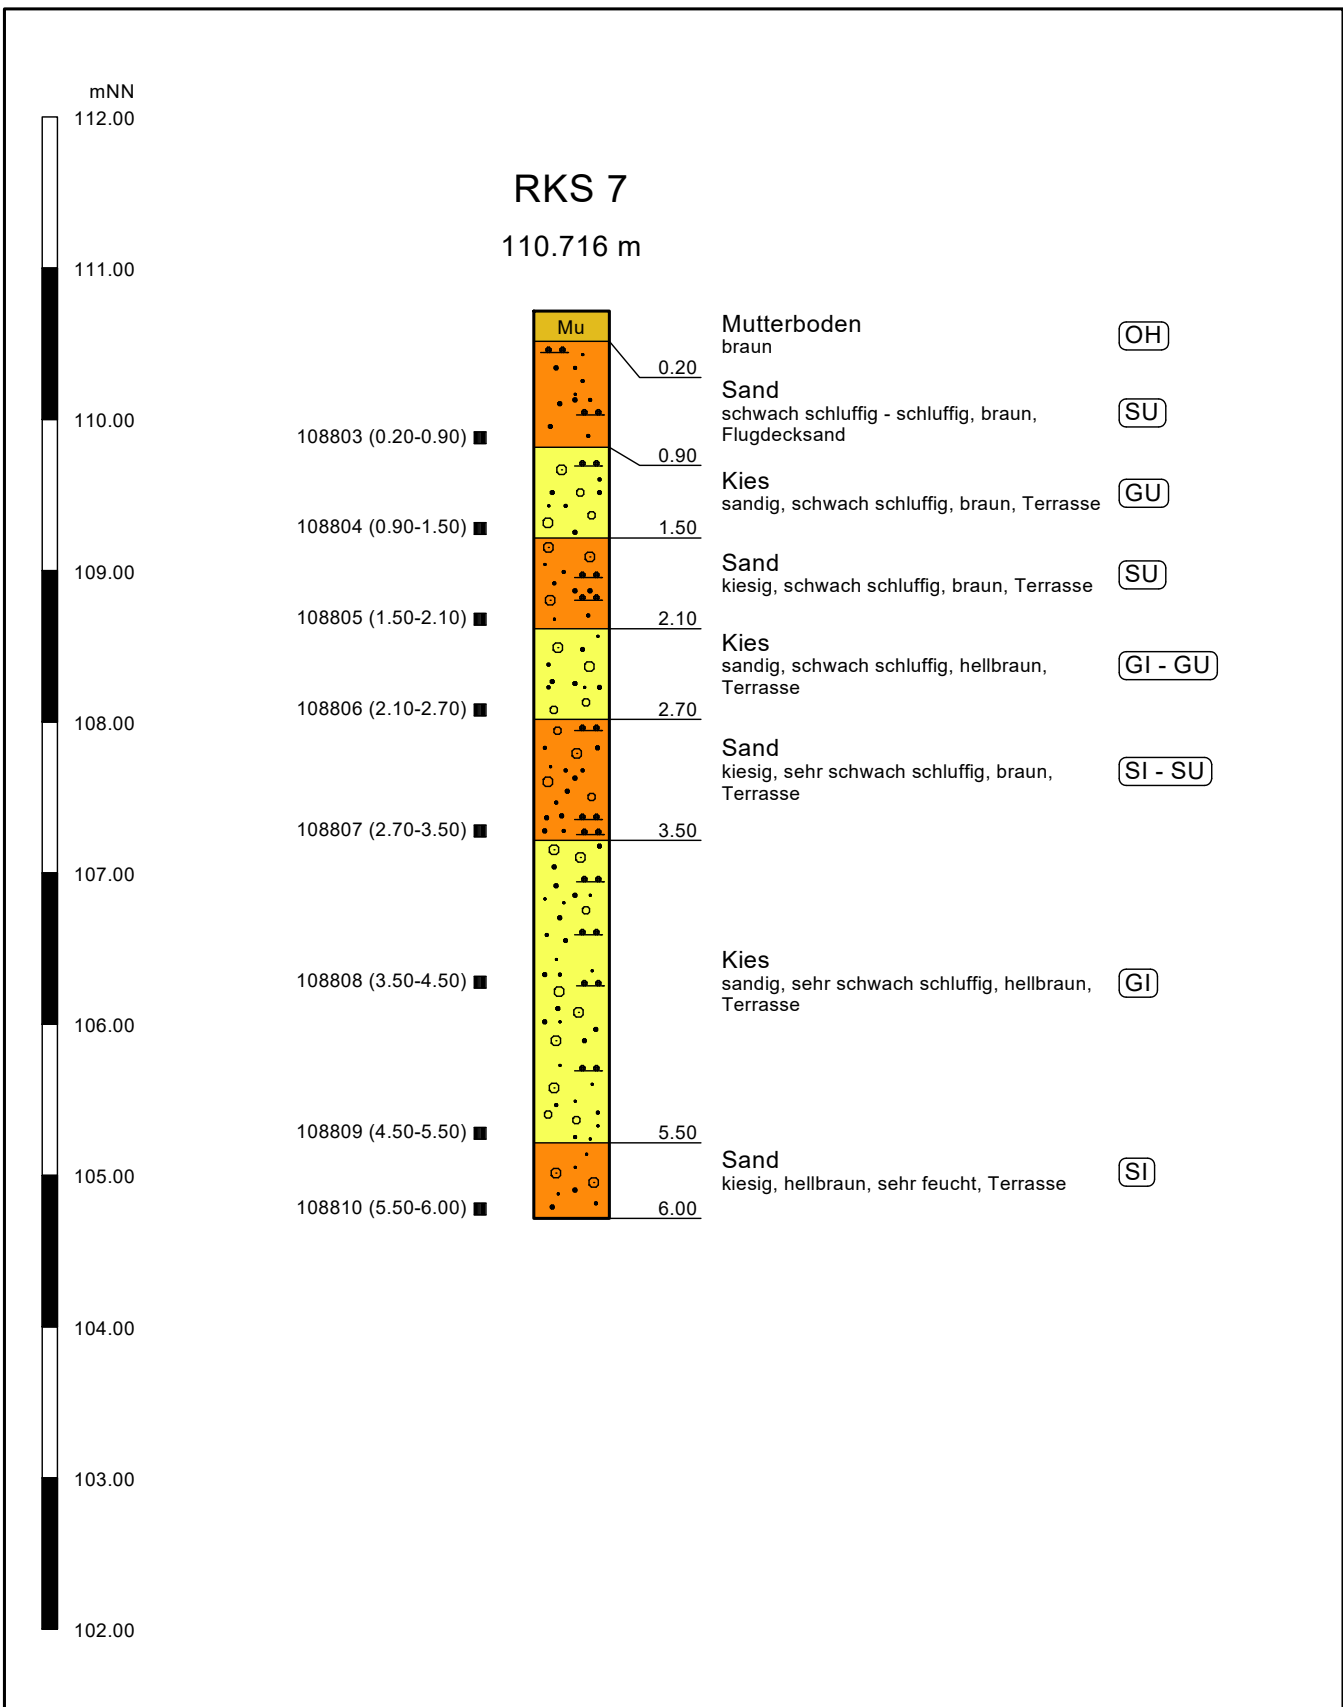 mNN
112.00
111.00
110.00
109.00
108.00
107.00
106.00
105.00
104.00
103.00
102.00
RKS 7
110.716 m
108803 (0.20-0.90)
108804 (0.90-1.50)
108805 (1.50-2.10)
108806 (2.10-2.70)
108807 (2.70-3.50)
108808 (3.50-4.50)
108809 (4.50-5.50)
108810 (5.50-6.00)
Mu
0.20
0.90
1.50
2.10
2.70
3.50
5.50
6.00
Mutterboden
braun
OH
Sand
schwach schluffig - schluffig, braun,
Flugdecksand
SU
Kies
sandig, schwach schluffig, braun, Terrasse
GU
Sand
kiesig, schwach schluffig, braun, Terrasse
SU
Kies
sandig, schwach schluffig, hellbraun,
Terrasse
GI - GU
Sand
kiesig, sehr schwach schluffig, braun,
Terrasse
SI - SU
Kies
sandig, sehr schwach schluffig, hellbraun,
Terrasse
GI
Sand
kiesig, hellbraun, sehr feucht, Terrasse
SI